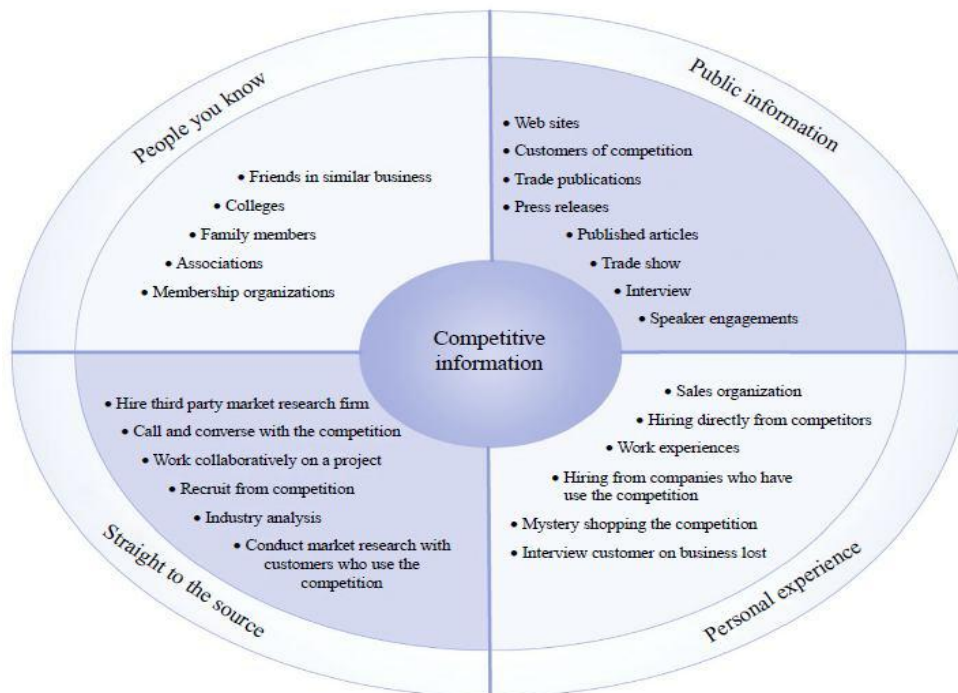 People you know
• Friends in similar business
• Colleges
• Family members
• Associations
• Membership organizations
Public information
• Web sites
• Customers of competition
• Trade publications
• Press releases
• Published articles
• Trade show
• Interview
• Speaker engagements
Competitive
information
Straight to the source
• Hire third party market research firm
• Call and converse with the competition
• Work collaboratively on a project
• Recruit from competition
• Industry analysis
• Conduct market research with
customers who use the
competition
Personal experience
• Sales organization
• Hiring directly from competitors
• Work experiences
• Hiring from companies who have
use the competition
• Mystery shopping the competition
• Interview customer on business lost